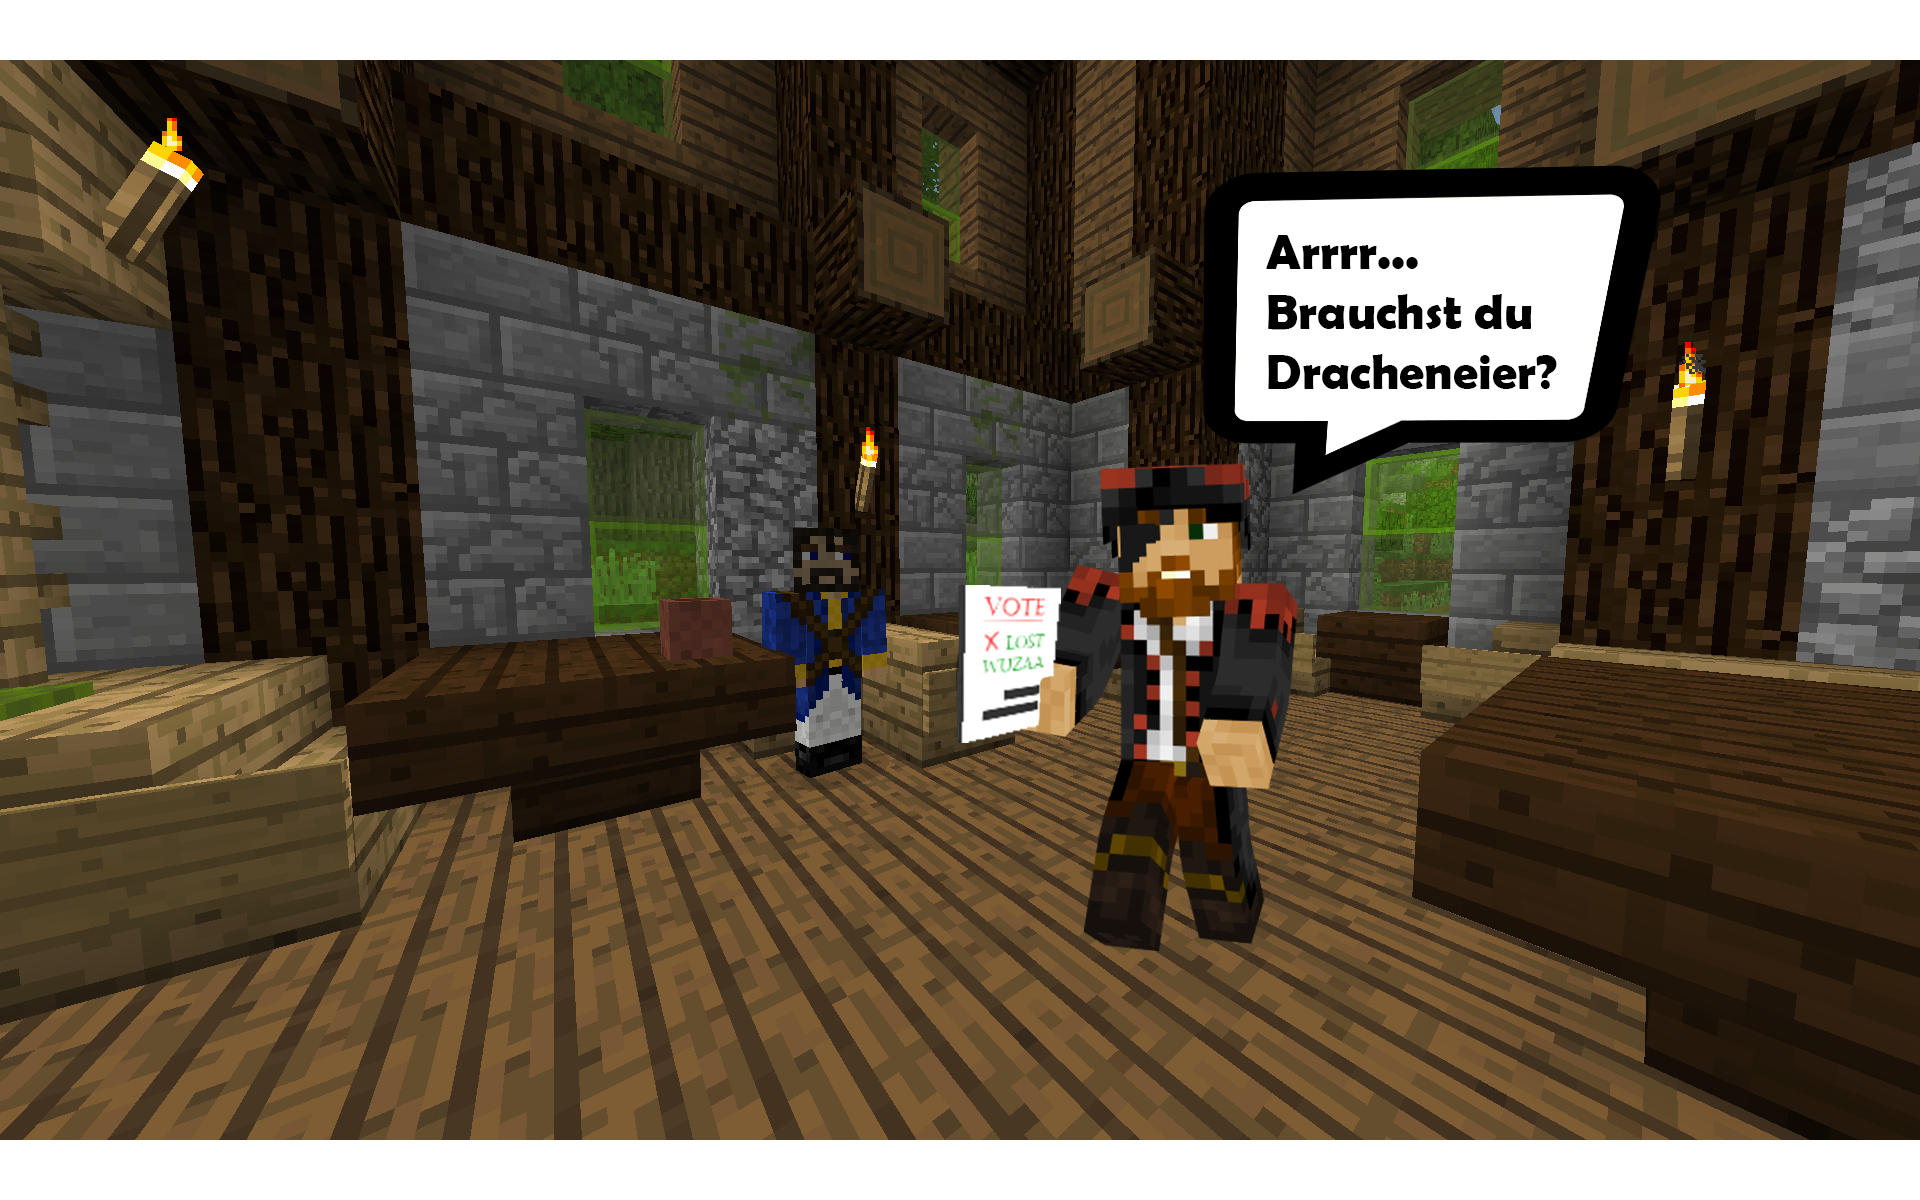 Arrrr...
Brauchst du
Dracheneier?
VOTE
X LOST
WUZAA